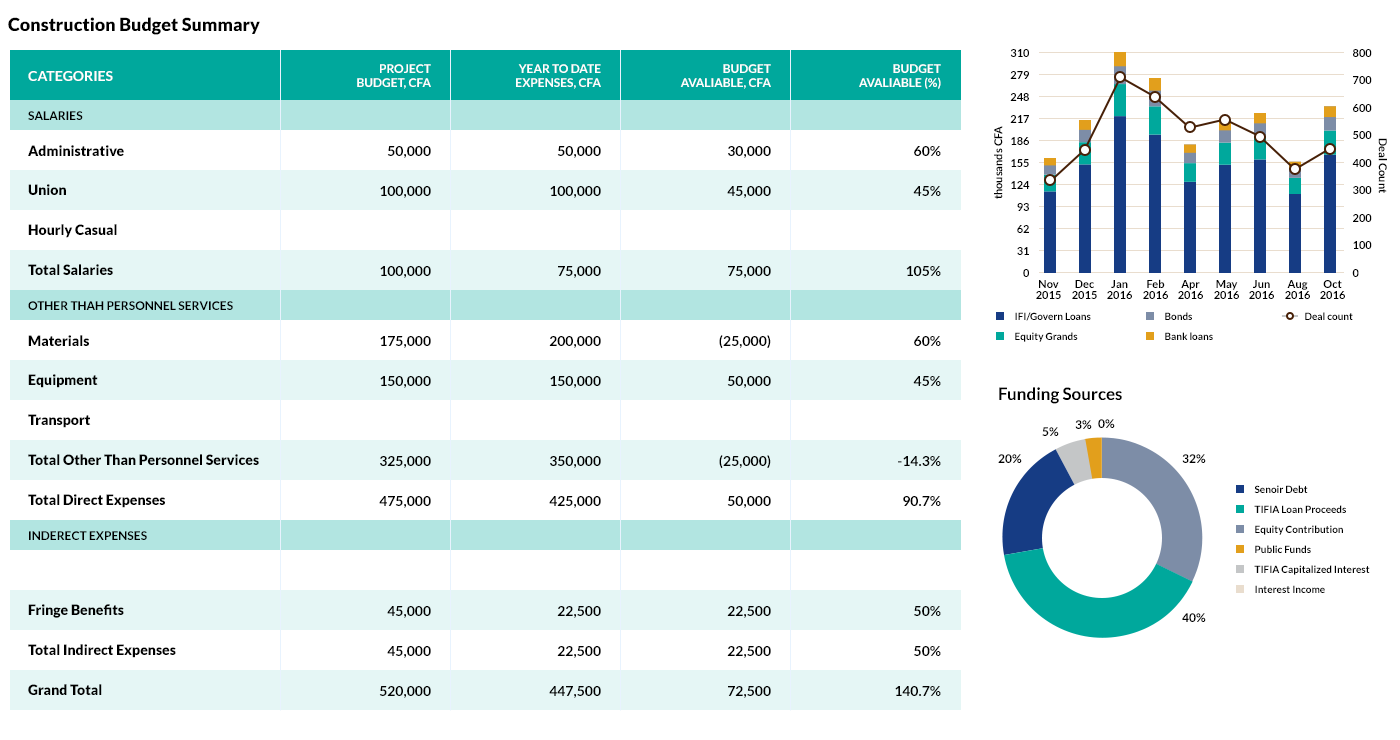 Construction Budget Summary
CATEGORIES
PROJECT
BUDGET, CFA
YEAR TO DATE
EXPENSES, CFA
BUDGET
AVALIABLE, CFA
BUDGET
AVALIABLE (%)
SALARIES
Administrative 50,000 50,000 30,000 60%
Union 100,000 100,000 45,000 45%
Hourly Casual
Total Salaries 100,000 75,000 75,000 105%
OTHER THAH PERSONNEL SERVICES
Materials 175,000 200,000 (25,000) 60%
Equipment 150,000 150,000 50,000 45%
Transport
Total Other Than Personnel Services 325,000 350,000 (25,000) -14.3%
Total Direct Expenses 475,000 425,000 50,000 90.7%
INDERECT EXPENSES
Fringe Benefits 45,000 22,500 22,500 50%
Total Indirect Expenses 45,000 22,500 22,500 50%
Grand Total 520,000 447,500 72,500 140.7%
thousands CFA
310
279
248
217
186
155
124
93
62
31
0
800
700
600
500
400
300
200
100
0
Deal Count
Nov Dec Jan Feb Apr May Jun Aug Oct
2015 2015 2016 2016 2016 2016 2016 2016 2016
IFI/Govern Loans Bonds Deal count
Equity Grands Bank loans
Funding Sources
5% 3% 0%
20% 32%
40%
Senoir Debt
TIFIA Loan Proceeds
Equity Contribution
Public Funds
TIFIA Capitalized Interest
Interest Income